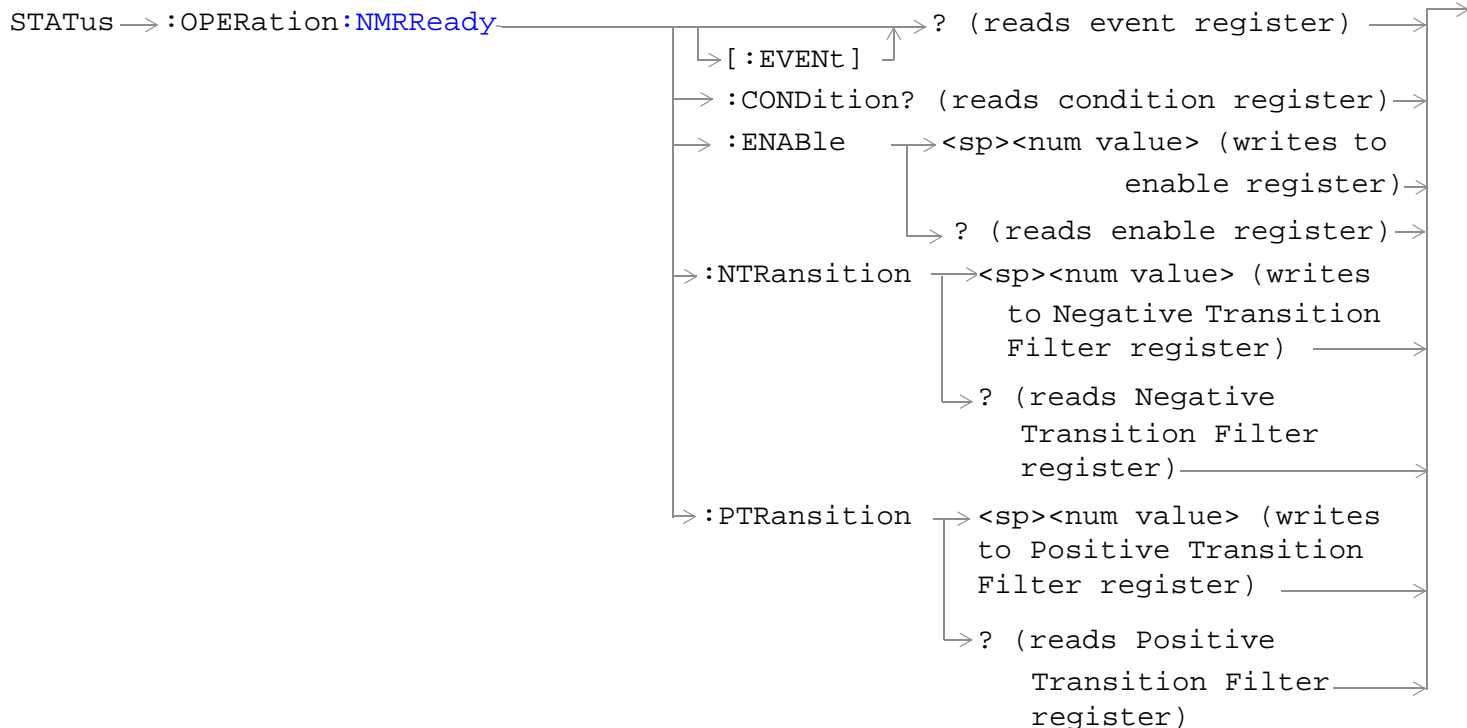 STATus :OPERation:NMRReady ? (reads event register)
[:EVENt]
:CONDition? (reads condition register)
:ENABle <sp><num value> (writes to
enable register)
? (reads enable register)
:NTRansition <sp><num value> (writes
to Negative Transition
Filter register)
? (reads Negative
Transition Filter
register)
:PTRansition <sp><num value> (writes
to Positive Transition
Filter register)
? (reads Positive
Transition Filter
register)